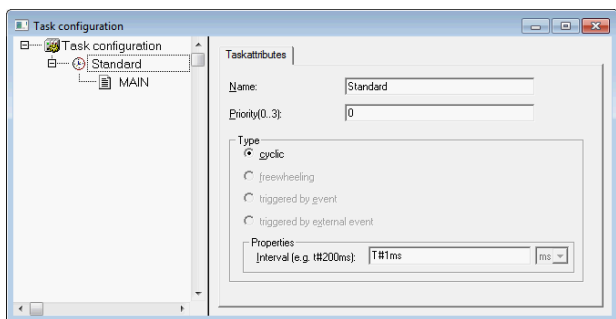 Task configuration
Task configuration
Standard
MAIN
Taskattributes
Name: Standard
Priority(0..3): 0
Type
cyclic
freewheeling
triggered by event
triggered by external event
Properties
Interval (e.g. t#200ms): T#1ms ms